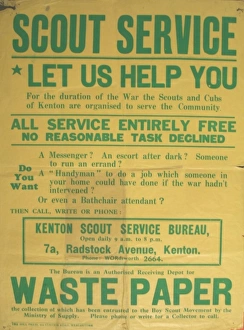 SCOUT SERVICE
★ LET US HELP YOU
For the duration of the War the Scouts and Cubs
of Kenton are organised to serve the Community.
ALL SERVICE ENTIRELY FREE
NO REASONABLE TASK DECLINED
Do You Want
A Messenger? An escort after dark? Someone
to run an errand?
A "Handyman" to do a job which someone in
your home could have done if the war hadn't
intervened?
Or even a Bathchair attendant?
THEN CALL, WRITE OR PHONE:
KENTON SCOUT SERVICE BUREAU,
Open daily 8 a.m. to 8 p.m.
7a, Radstock Avenue, Kenton.
Phone: WORdsworth 2664.
The Bureau is an Authorised Receiving Depot for
WASTE PAPER
the collection of which has been entrusted to the Boy Scout Movement by the
Ministry of Supply. Please phone or write for a Collector to call.